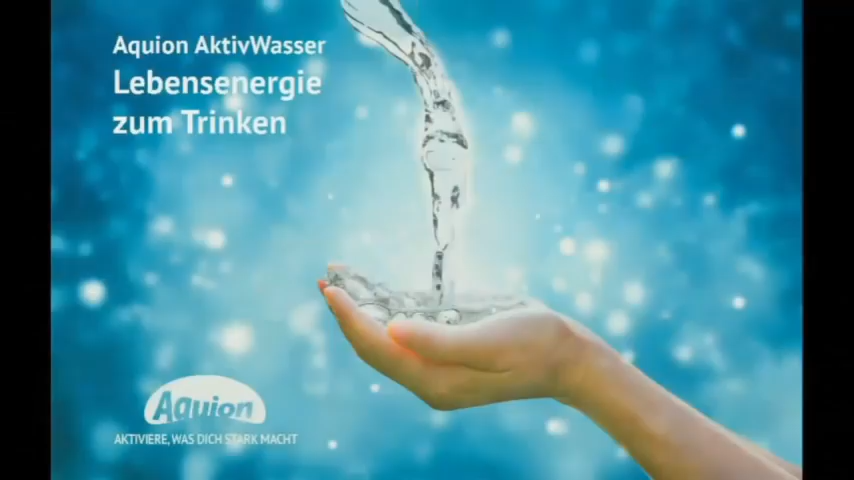 Aquion AktivWasser
Lebensenergie
zum Trinken
Aquion
AKTIVIERE, WAS DICH STARK MACHT